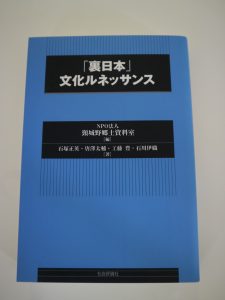 「裏日本」
文化ルネッサンス
NPO法人
頸城野郷土資料室
[編]
石塚正英・唐澤太輔・工藤豊・石川伊織
[著]
社会評論社